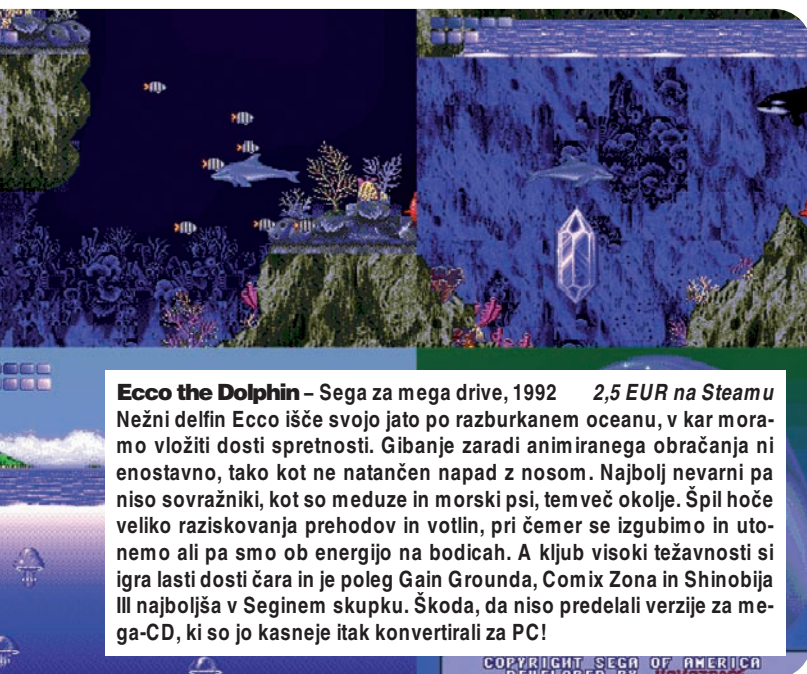 Ecco the Dolphin – Sega za mega drive, 1992 2,5 EUR na Steamu
Nežni delfin Ecco išče svojo jato po razburkanem oceanu, v kar mora-
mo vložiti dosti spretnosti. Gibanje zaradi animiranega obračanja ni
enostavno, tako kot ne natančen napad z nosom. Najbolj nevarni pa
niso sovražniki, kot so meduze in morski psi, temveč okolje. Špil hoče
veliko raziskovanja prehodov in votlin, pri čemer se izgubimo in uto-
nemo ali pa smo ob energijo na bodicah. A kljub visoki težavnosti si
igra lasti dosti čara in je poleg Gain Grounda, Comix Zona in Shinobija
III najboljša v Seginem skupku. Škoda, da niso predelali verzije za me-
ga-CD, ki so jo kasneje itak konvertirali za PC!
COPYRIGHT SEGA OF AMERICA
DEVELOPED BY